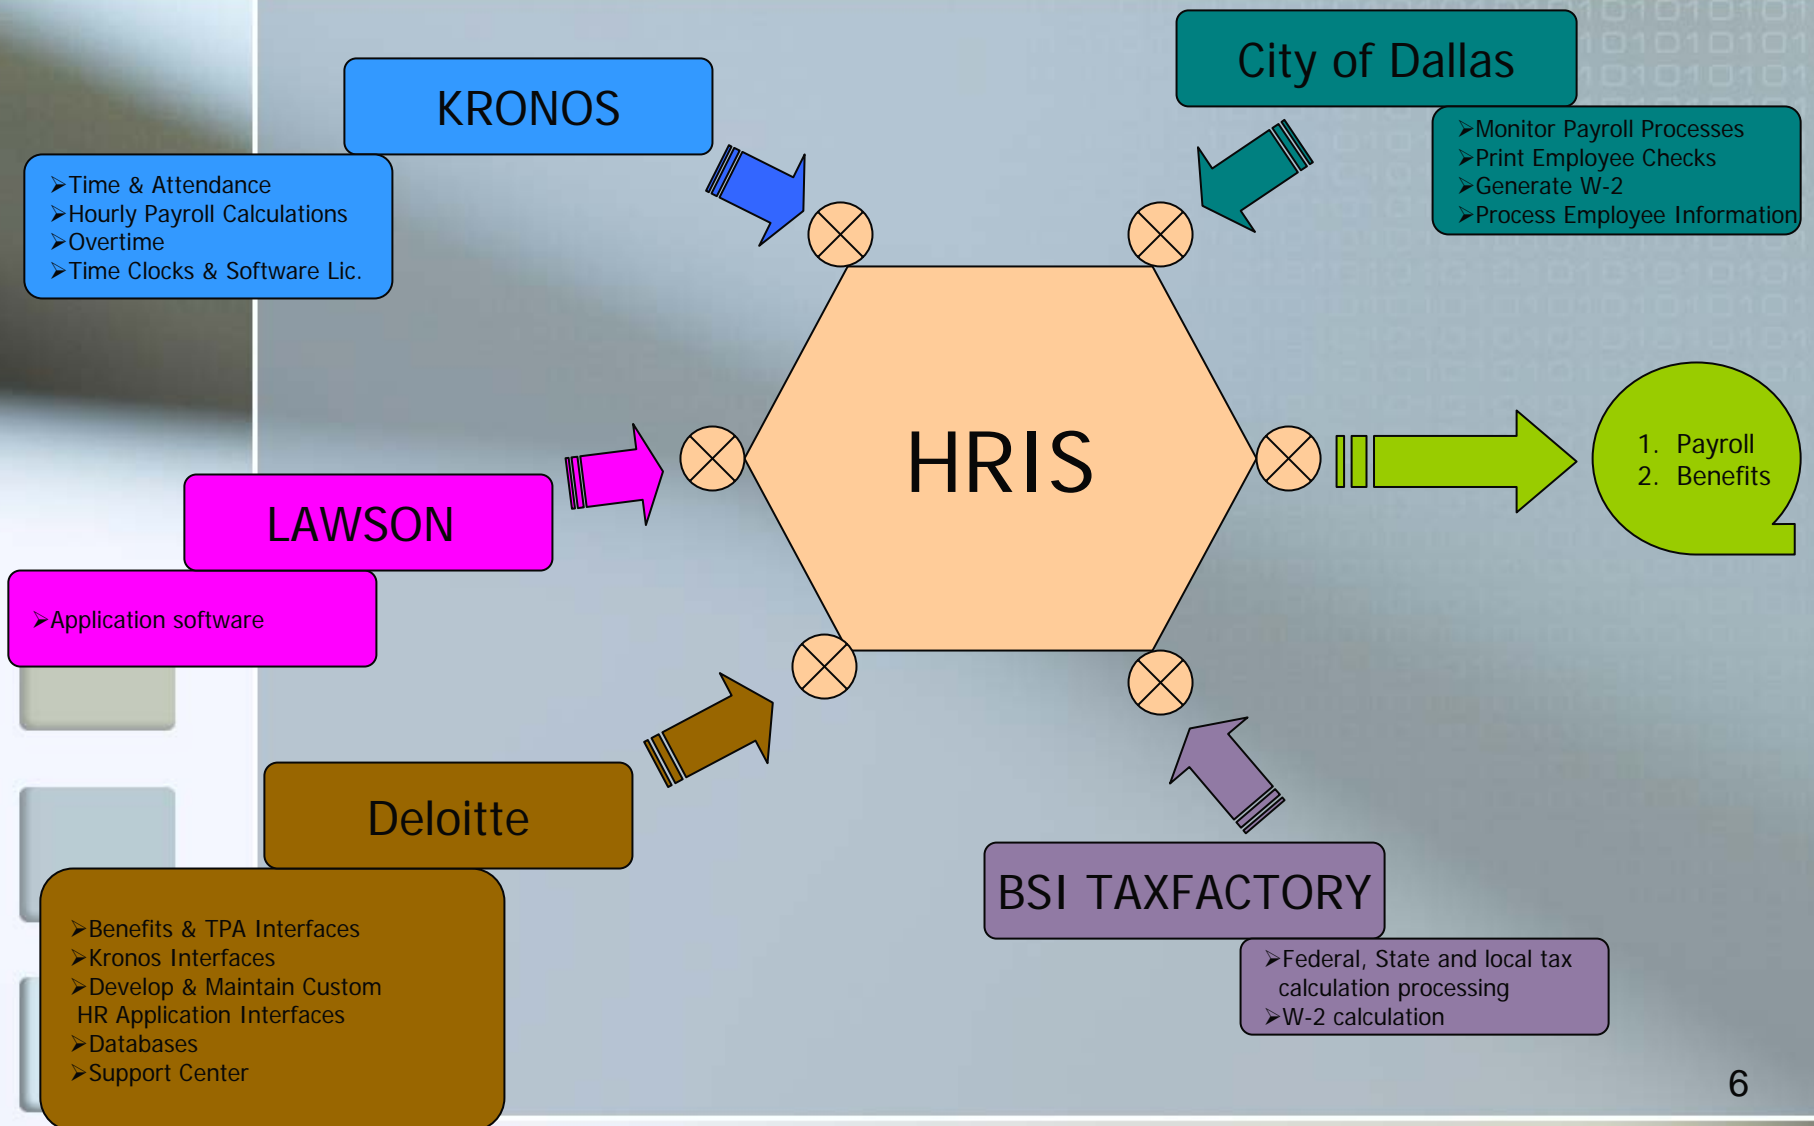 KRONOS
➢Time & Attendance
➢Hourly Payroll Calculations
➢Overtime
➢Time Clocks & Software Lic.
City of Dallas
➢Monitor Payroll Processes
➢Print Employee Checks
➢Generate W-2
➢Process Employee Information
HRIS
1. Payroll
2. Benefits
LAWSON
➢Application software
Deloitte
➢Benefits & TPA Interfaces
➢Kronos Interfaces
➢Develop & Maintain Custom
HR Application Interfaces
➢Databases
➢Support Center
BSI TAXFACTORY
➢Federal, State and local tax
calculation processing
➢W-2 calculation
6